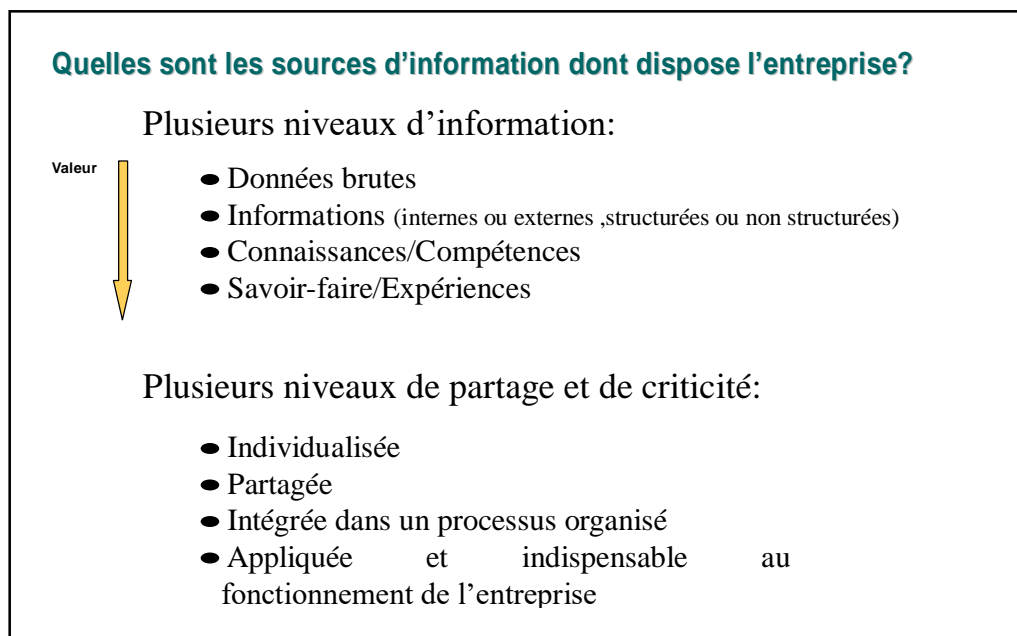 Quelles sont les sources d’information dont dispose l’entreprise?
Plusieurs niveaux d’information:
Valeur
● Données brutes
● Informations (internes ou externes ,structurées ou non structurées)
● Connaissances/Compétences
● Savoir-faire/Expériences
Plusieurs niveaux de partage et de criticité:
● Individualisée
● Partagée
● Intégrée dans un processus organisé
● Appliquée et indispensable au
fonctionnement de l’entreprise